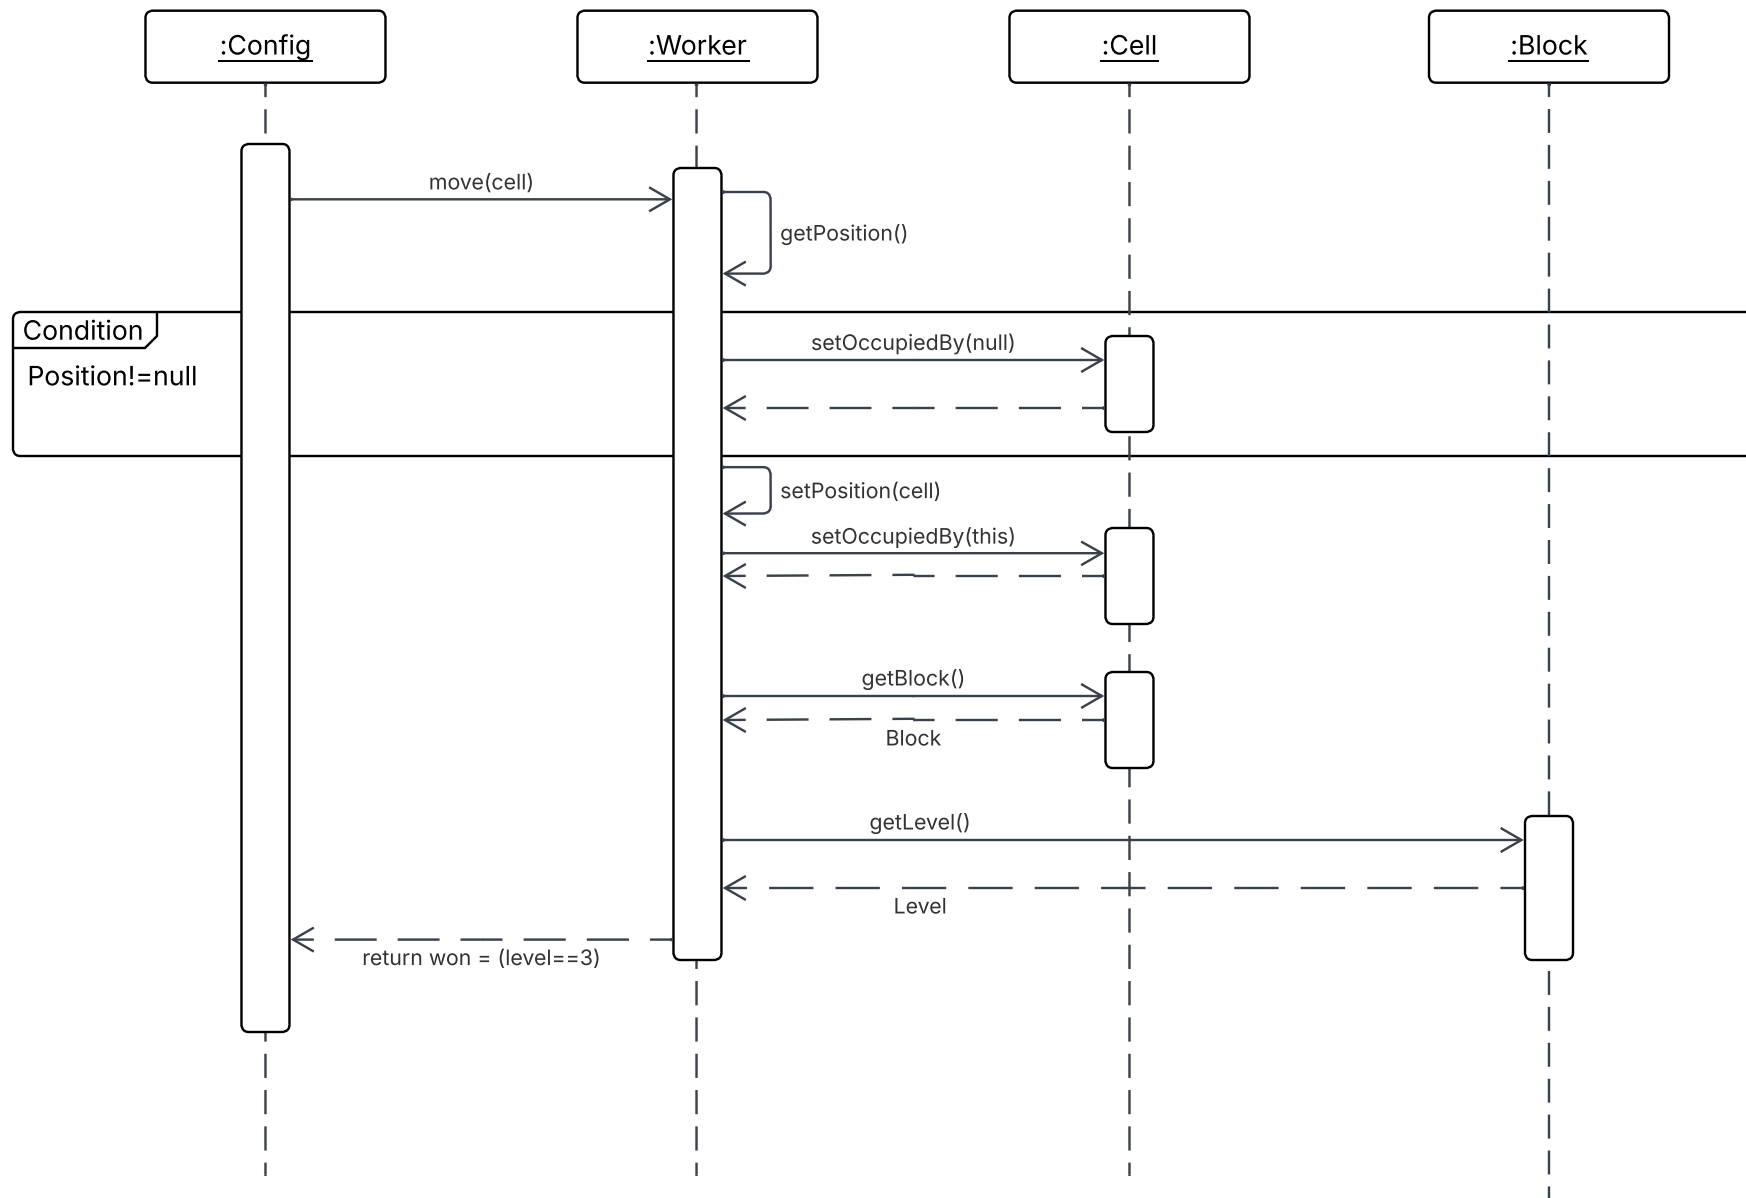 :Config
:Worker
:Cell
:Block
move(cell)
getPosition()
Condition
Position!=null
setOccupiedBy(null)
setPosition(cell)
setOccupiedBy(this)
getBlock()
Block
getLevel()
Level
return won = (level==3)